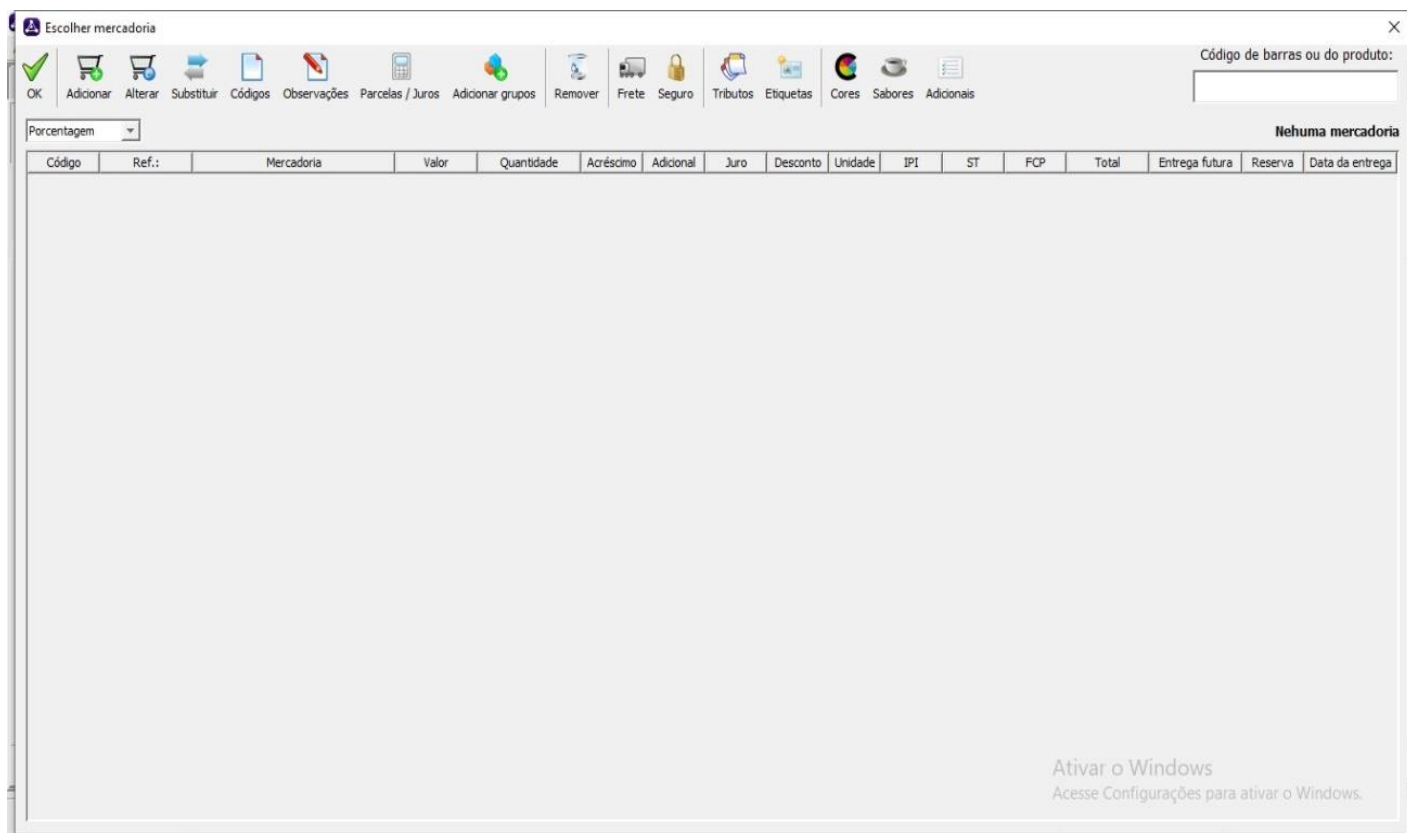 Escolher mercadoria
Código de barras ou do produto:
OK Adicionar Alterar Substituir Códigos Observações Parcelas / Juros Adicionar grupos Remover Frete Seguro Tributos Etiquetas Cores Sabores Adicionais
Porcentagem
Nehuma mercadoria
Código Ref.: Mercadoria Valor Quantidade Acréscimo Adicional Juro Desconto Unidade IPI ST FCP Total Entrega futura Reserva Data da entrega
Ativar o Windows
Acesse Configurações para ativar o Windows.